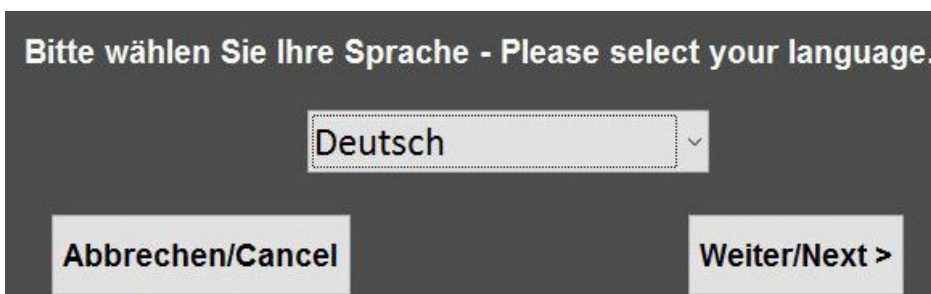 Bitte wählen Sie Ihre Sprache - Please select your language.
Deutsch
Abbrechen/Cancel
Weiter/Next >